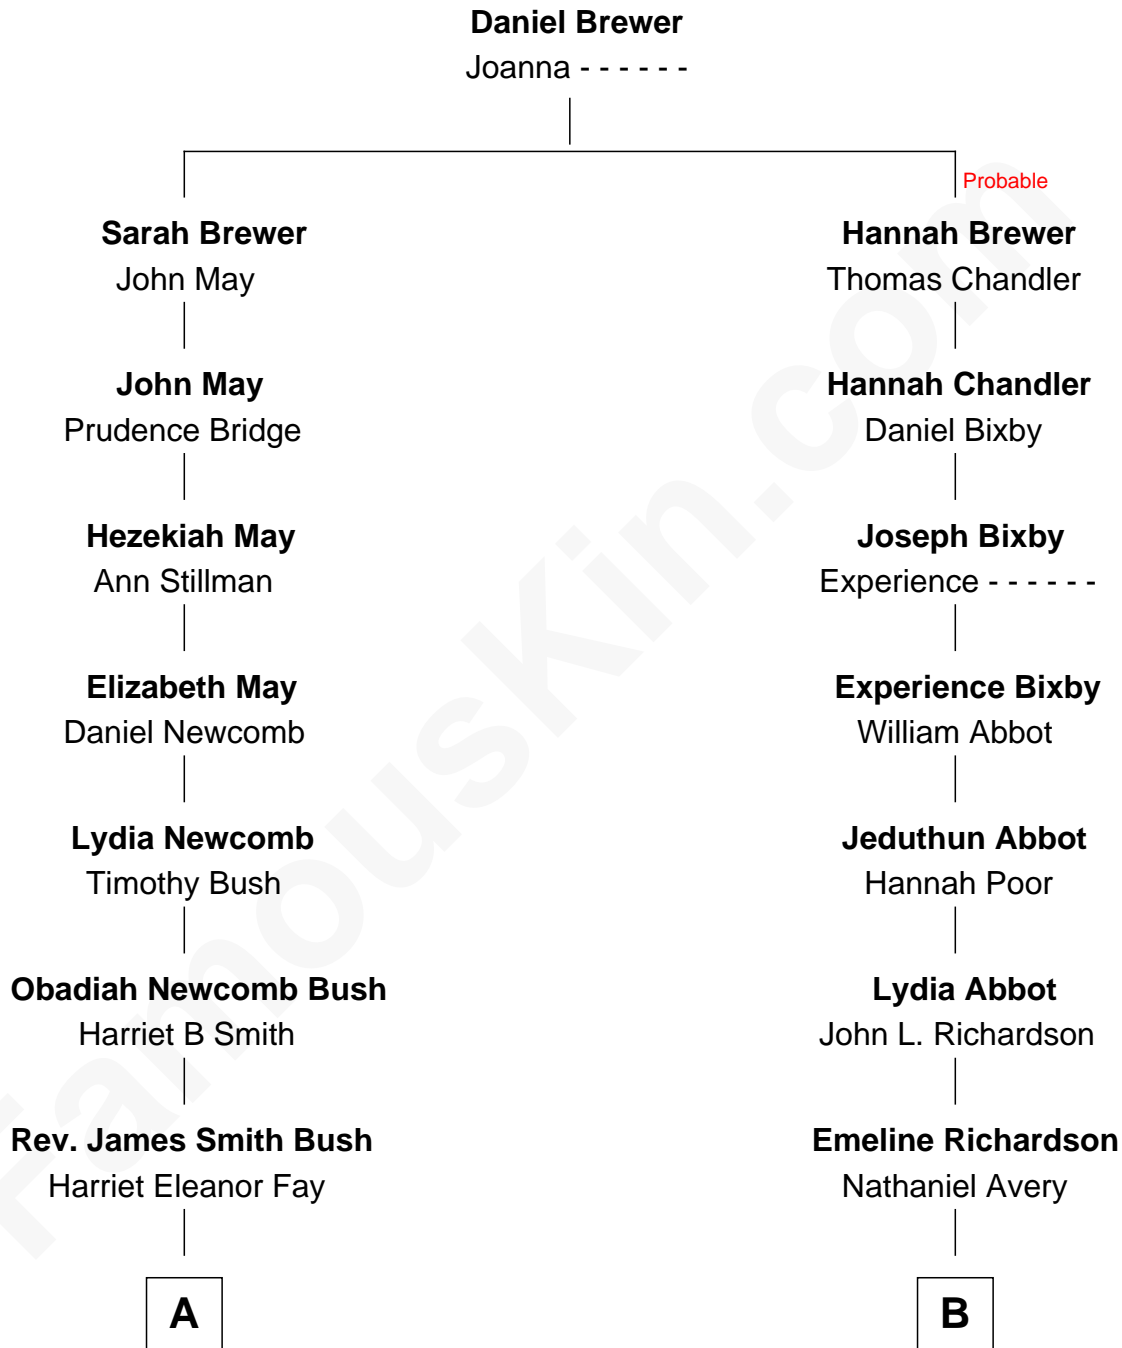 Daniel Brewer
Joanna - - - - - -
Probable
Sarah Brewer
John May
Hannah Brewer
Thomas Chandler
John May
Prudence Bridge
Hannah Chandler
Daniel Bixby
Hezekiah May
Ann Stillman
Joseph Bixby
Experience - - - - - -
Elizabeth May
Daniel Newcomb
Experience Bixby
William Abbot
Lydia Newcomb
Timothy Bush
Jeduthun Abbot
Hannah Poor
Obadiah Newcomb Bush
Harriet B Smith
Lydia Abbot
John L. Richardson
Rev. James Smith Bush
Harriet Eleanor Fay
Emeline Richardson
Nathaniel Avery
A
B
FamousKin.com